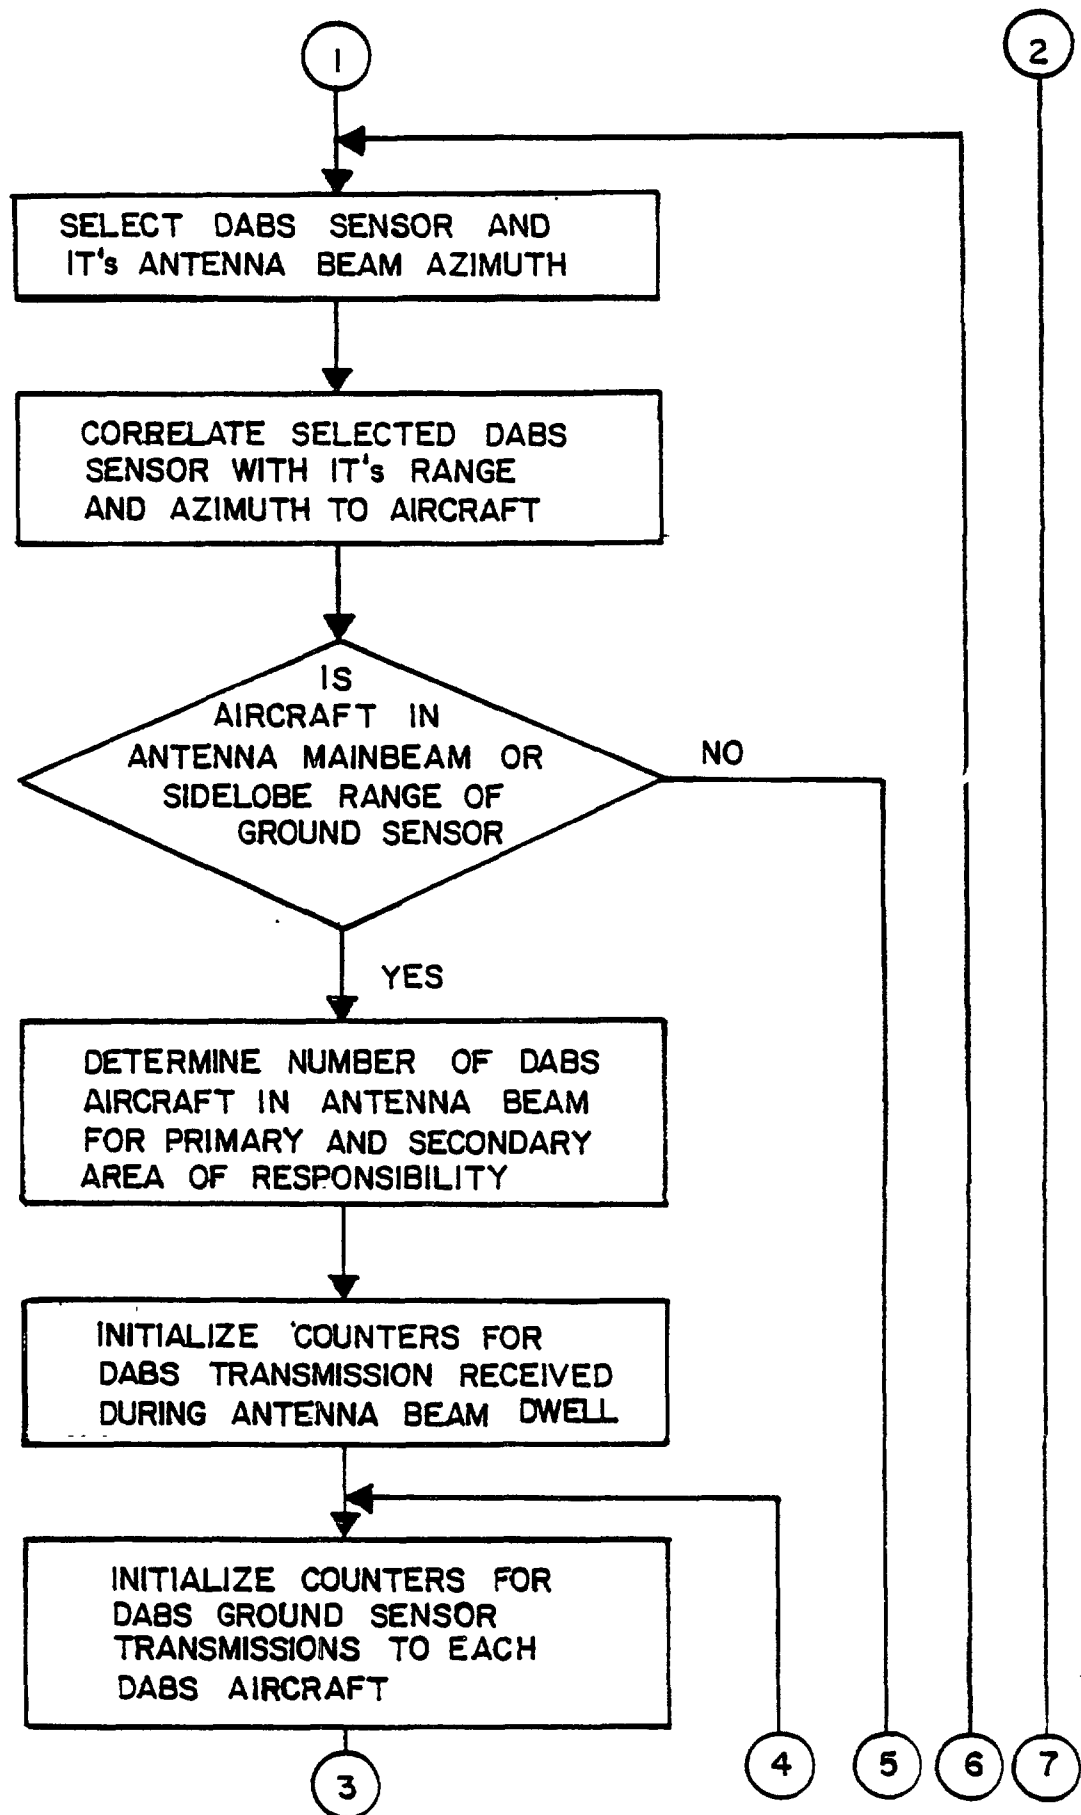 1
2
SELECT DABS SENSOR AND
IT's ANTENNA BEAM AZIMUTH
CORRELATE SELECTED DABS
SENSOR WITH IT's RANGE
AND AZIMUTH TO AIRCRAFT
IS
AIRCRAFT IN
ANTENNA MAINBEAM OR
SIDELOBE RANGE OF
GROUND SENSOR
NO
YES
DETERMINE NUMBER OF DABS
AIRCRAFT IN ANTENNA BEAM
FOR PRIMARY AND SECONDARY
AREA OF RESPONSIBILITY
INITIALIZE COUNTERS FOR
DABS TRANSMISSION RECEIVED
DURING ANTENNA BEAM DWELL
INITIALIZE COUNTERS FOR
DABS GROUND SENSOR
TRANSMISSIONS TO EACH
DABS AIRCRAFT
3
4
5
6
7